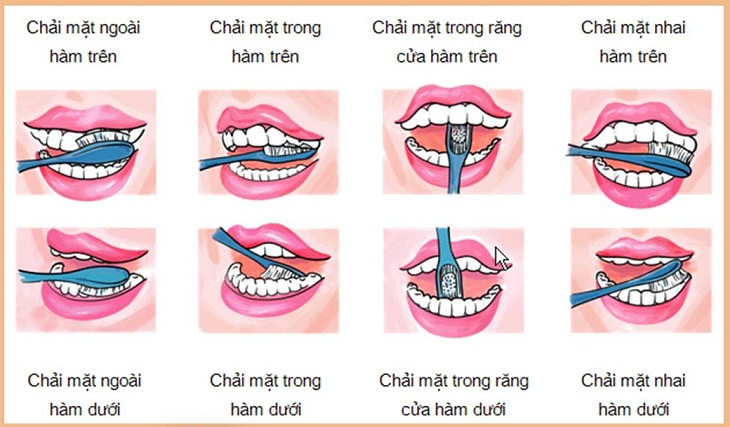 Chải mặt ngoài
hàm trên
Chải mặt trong
hàm trên
Chải mặt trong răng
cửa hàm trên
Chải mặt nhai
hàm trên
Chải mặt ngoài
hàm dưới
Chải mặt trong
hàm dưới
Chải mặt trong răng
cửa hàm dưới
Chải mặt nhai
hàm dưới